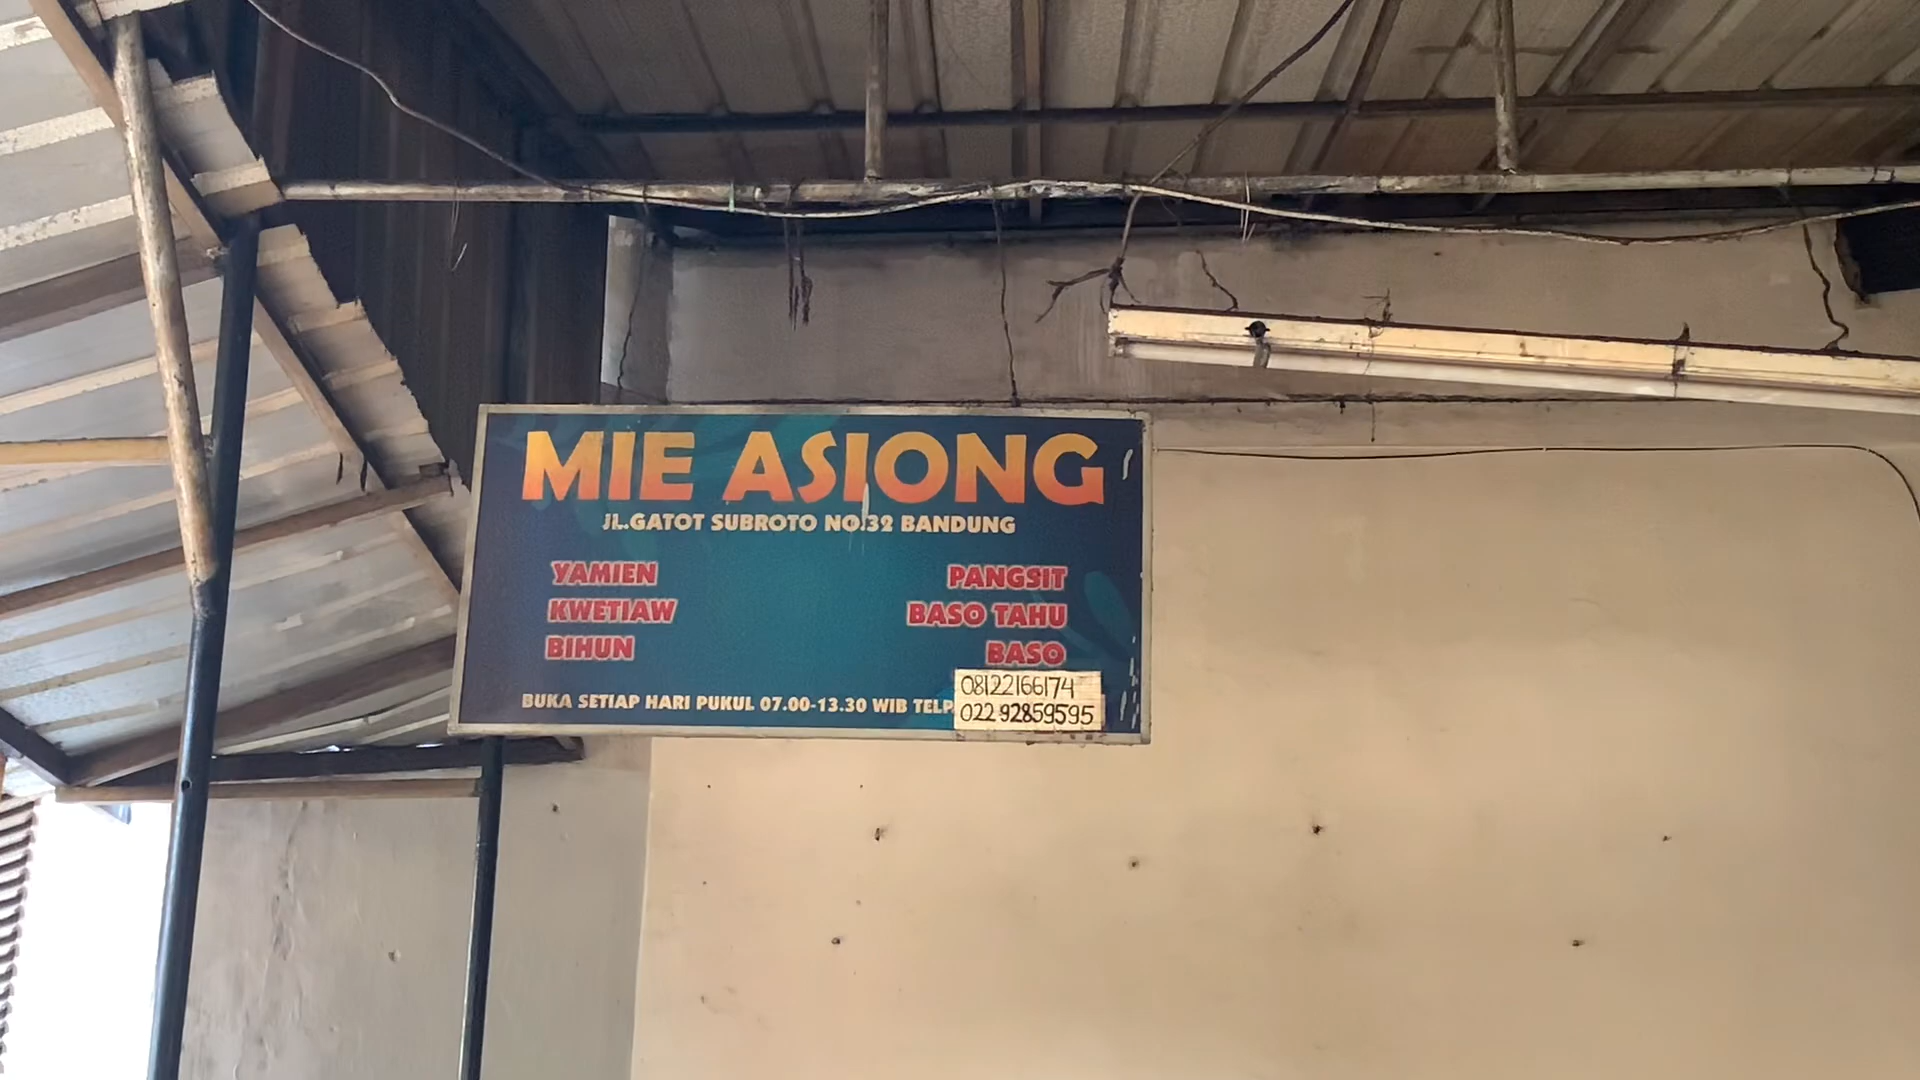 MIE ASIONG
JL.GATOT SUBROTO NO.32 BANDUNG
YAMIEN
KWETIAW
BIHUN
PANGSIT
BASO TAHU
BASO
BUKA SETIAP HARI PUKUL 07.00-13.30 WIB TELP
08122166174
022 92859595